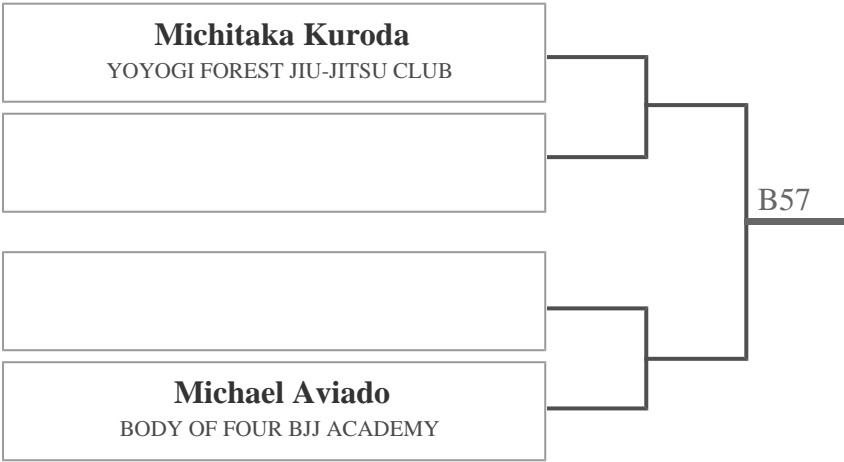 Michitaka Kuroda
YOYOGI FOREST JIU-JITSU CLUB
B57
Michael Aviado
BODY OF FOUR BJJ ACADEMY